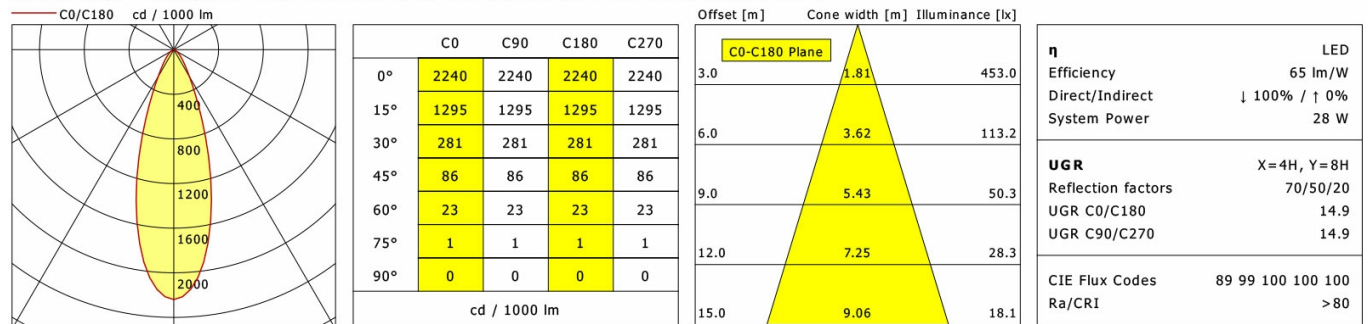 C0/C180 cd / 1000 lm
400
800
1200
1600
2000
C0 C90 C180 C270
0° 2240 2240 2240 2240
15° 1295 1295 1295 1295
30° 281 281 281 281
45° 86 86 86 86
60° 23 23 23 23
75° 1 1 1 1
90° 0 0 0 0
cd / 1000 lm
Offset [m] Cone width [m] Illuminance [lx]
C0-C180 Plane
3.0 1.81 453.0
6.0 3.62 113.2
9.0 5.43 50.3
12.0 7.25 28.3
15.0 9.06 18.1
η LED
Efficiency 65 lm/W
Direct/Indirect ↓ 100% / ↑ 0%
System Power 28 W
UGR X=4H, Y=8H
Reflection factors 70/50/20
UGR C0/C180 14.9
UGR C90/C270 14.9
CIE Flux Codes 89 99 100 100 100
Ra/CRI >80